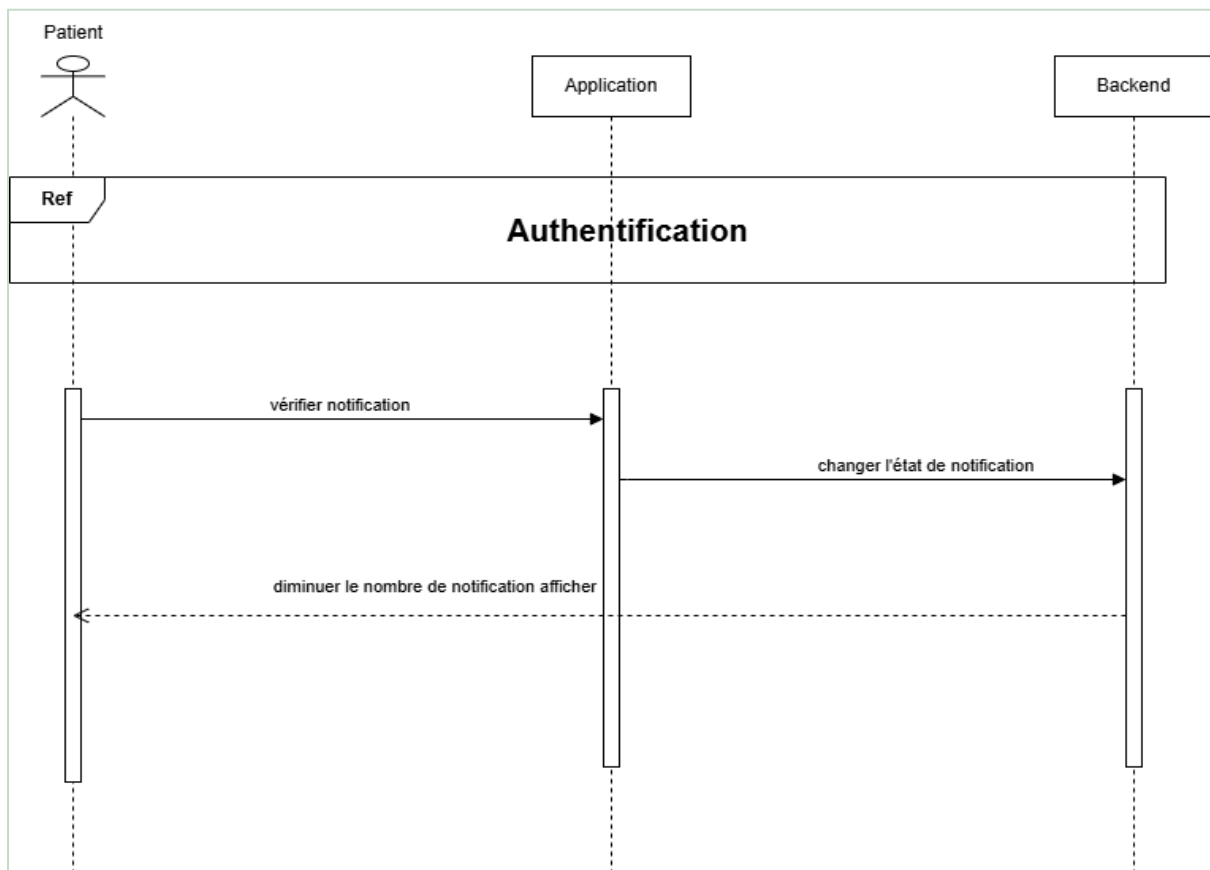 Patient
Application
Backend
Ref
Authentification
vérifier notification
changer l'état de notification
diminuer le nombre de notification afficher